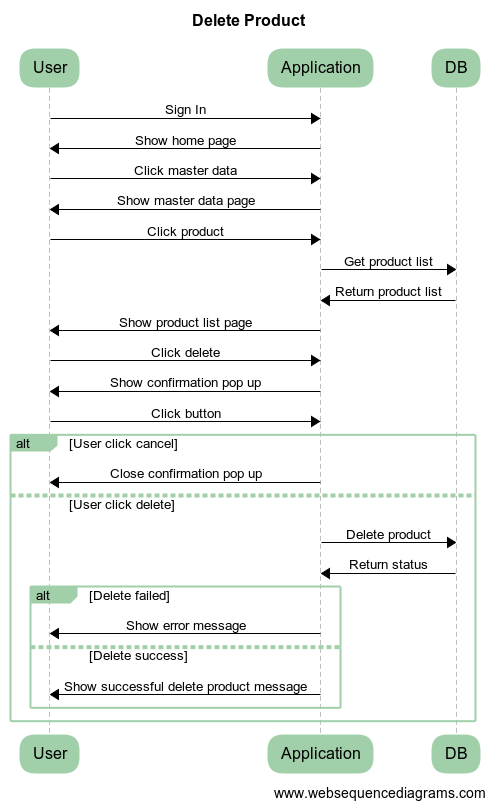 Delete Product
User Application DB
Sign In
Show home page
Click master data
Show master data page
Click product
Get product list
Return product list
Show product list page
Click delete
Show confirmation pop up
Click button
alt [User click cancel]
Close confirmation pop up
[User click delete]
Delete product
Return status
alt [Delete failed]
Show error message
[Delete success]
Show successful delete product message
User Application DB
www.websequencediagrams.com